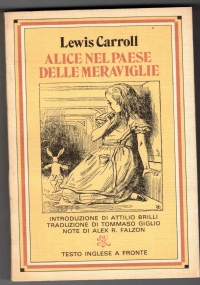 Lewis Carroll
ALICE NEL PAESE
DELLE MERAVIGLIE
INTRODUZIONE DI ATTILIO BRILLI
TRADUZIONE DI TOMMASO GIGLIO
NOTE DI ALEX R. FALZON
TESTO INGLESE A FRONTE